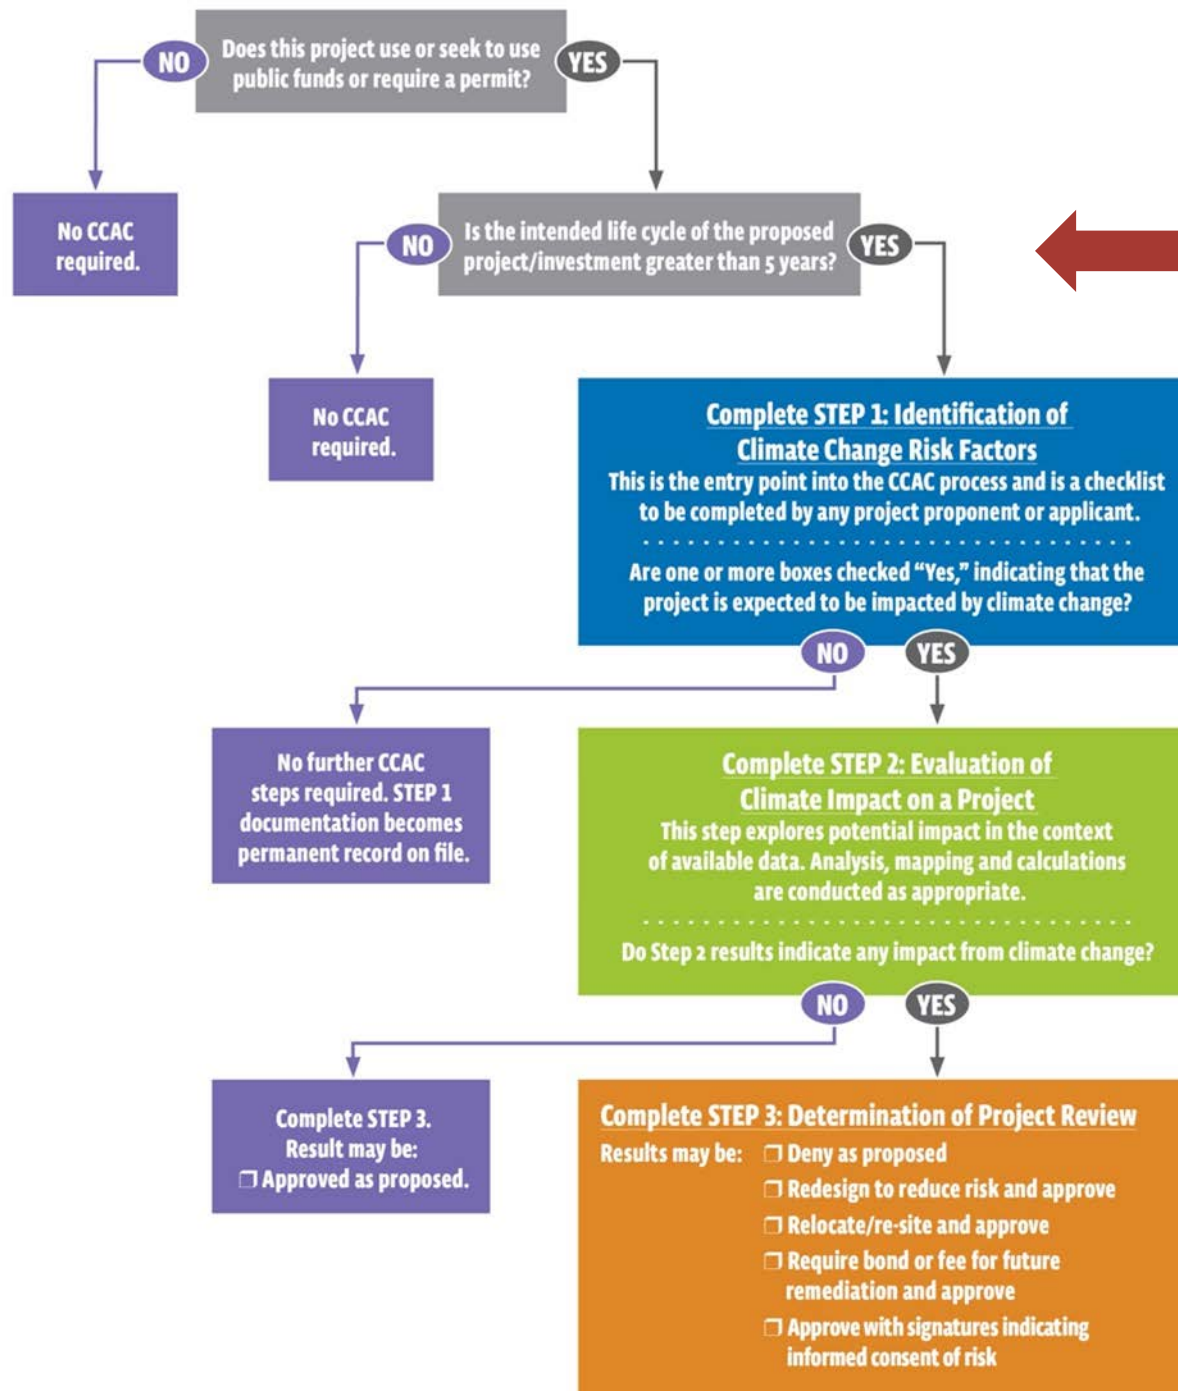 Does this project use or seek to use
public funds or require a permit?
NO
YES
No CCAC
required.
Is the intended life cycle of the proposed
project/investment greater than 5 years?
NO
YES
No CCAC
required.
Complete STEP 1: Identification of
Climate Change Risk Factors
This is the entry point into the CCAC process and is a checklist
to be completed by any project proponent or applicant.
Are one or more boxes checked “Yes,” indicating that the
project is expected to be impacted by climate change?
NO
YES
No further CCAC
steps required. STEP 1
documentation becomes
permanent record on file.
Complete STEP 2: Evaluation of
Climate Impact on a Project
This step explores potential impact in the context
of available data. Analysis, mapping and calculations
are conducted as appropriate.
Do Step 2 results indicate any impact from climate change?
NO
YES
Complete STEP 3.
Result may be:
❒ Approved as proposed.
Complete STEP 3: Determination of Project Review
Results may be: ❒ Deny as proposed
❒ Redesign to reduce risk and approve
❒ Relocate/re-site and approve
❒ Require bond or fee for future
remediation and approve
❒ Approve with signatures indicating
informed consent of risk